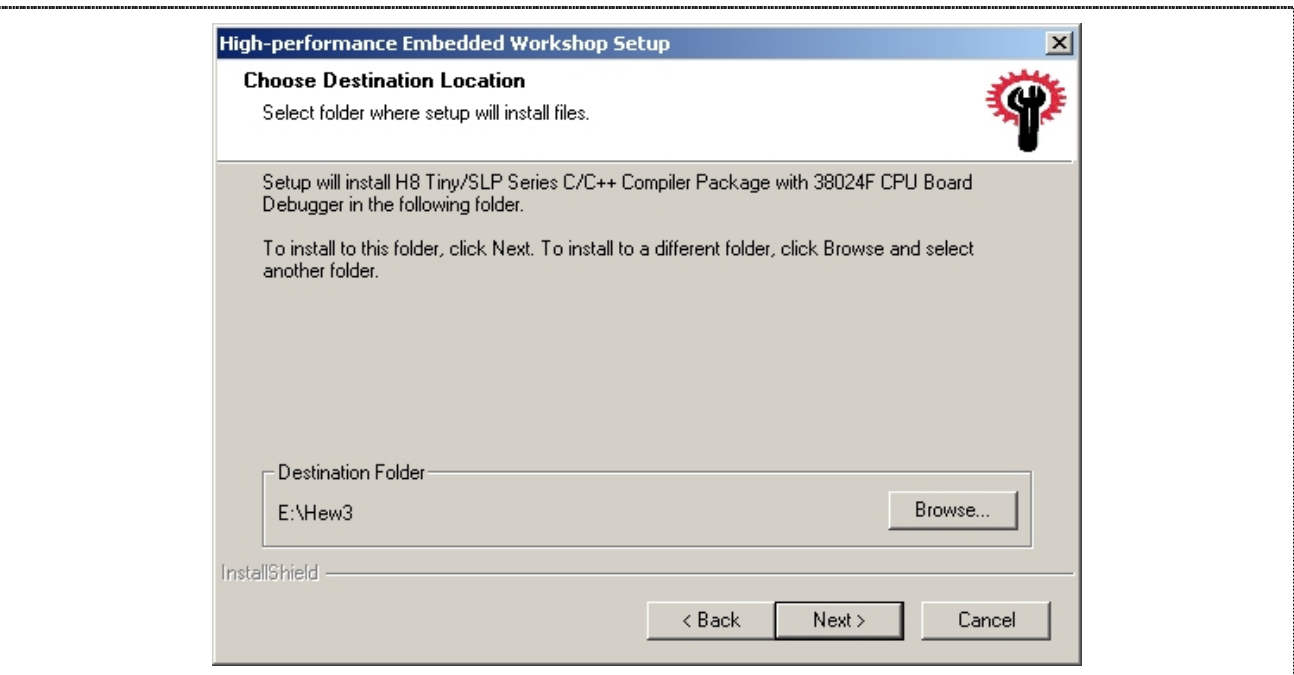 High-performance Embedded Workshop Setup
Choose Destination Location
Select folder where setup will install files.
Setup will install H8 Tiny/SLP Series C/C++ Compiler Package with 38024F CPU Board
Debugger in the following folder.
To install to this folder, click Next. To install to a different folder, click Browse and select
another folder.
Destination Folder
E:\Hew3
Browse...
InstallShield
< Back
Next >
Cancel